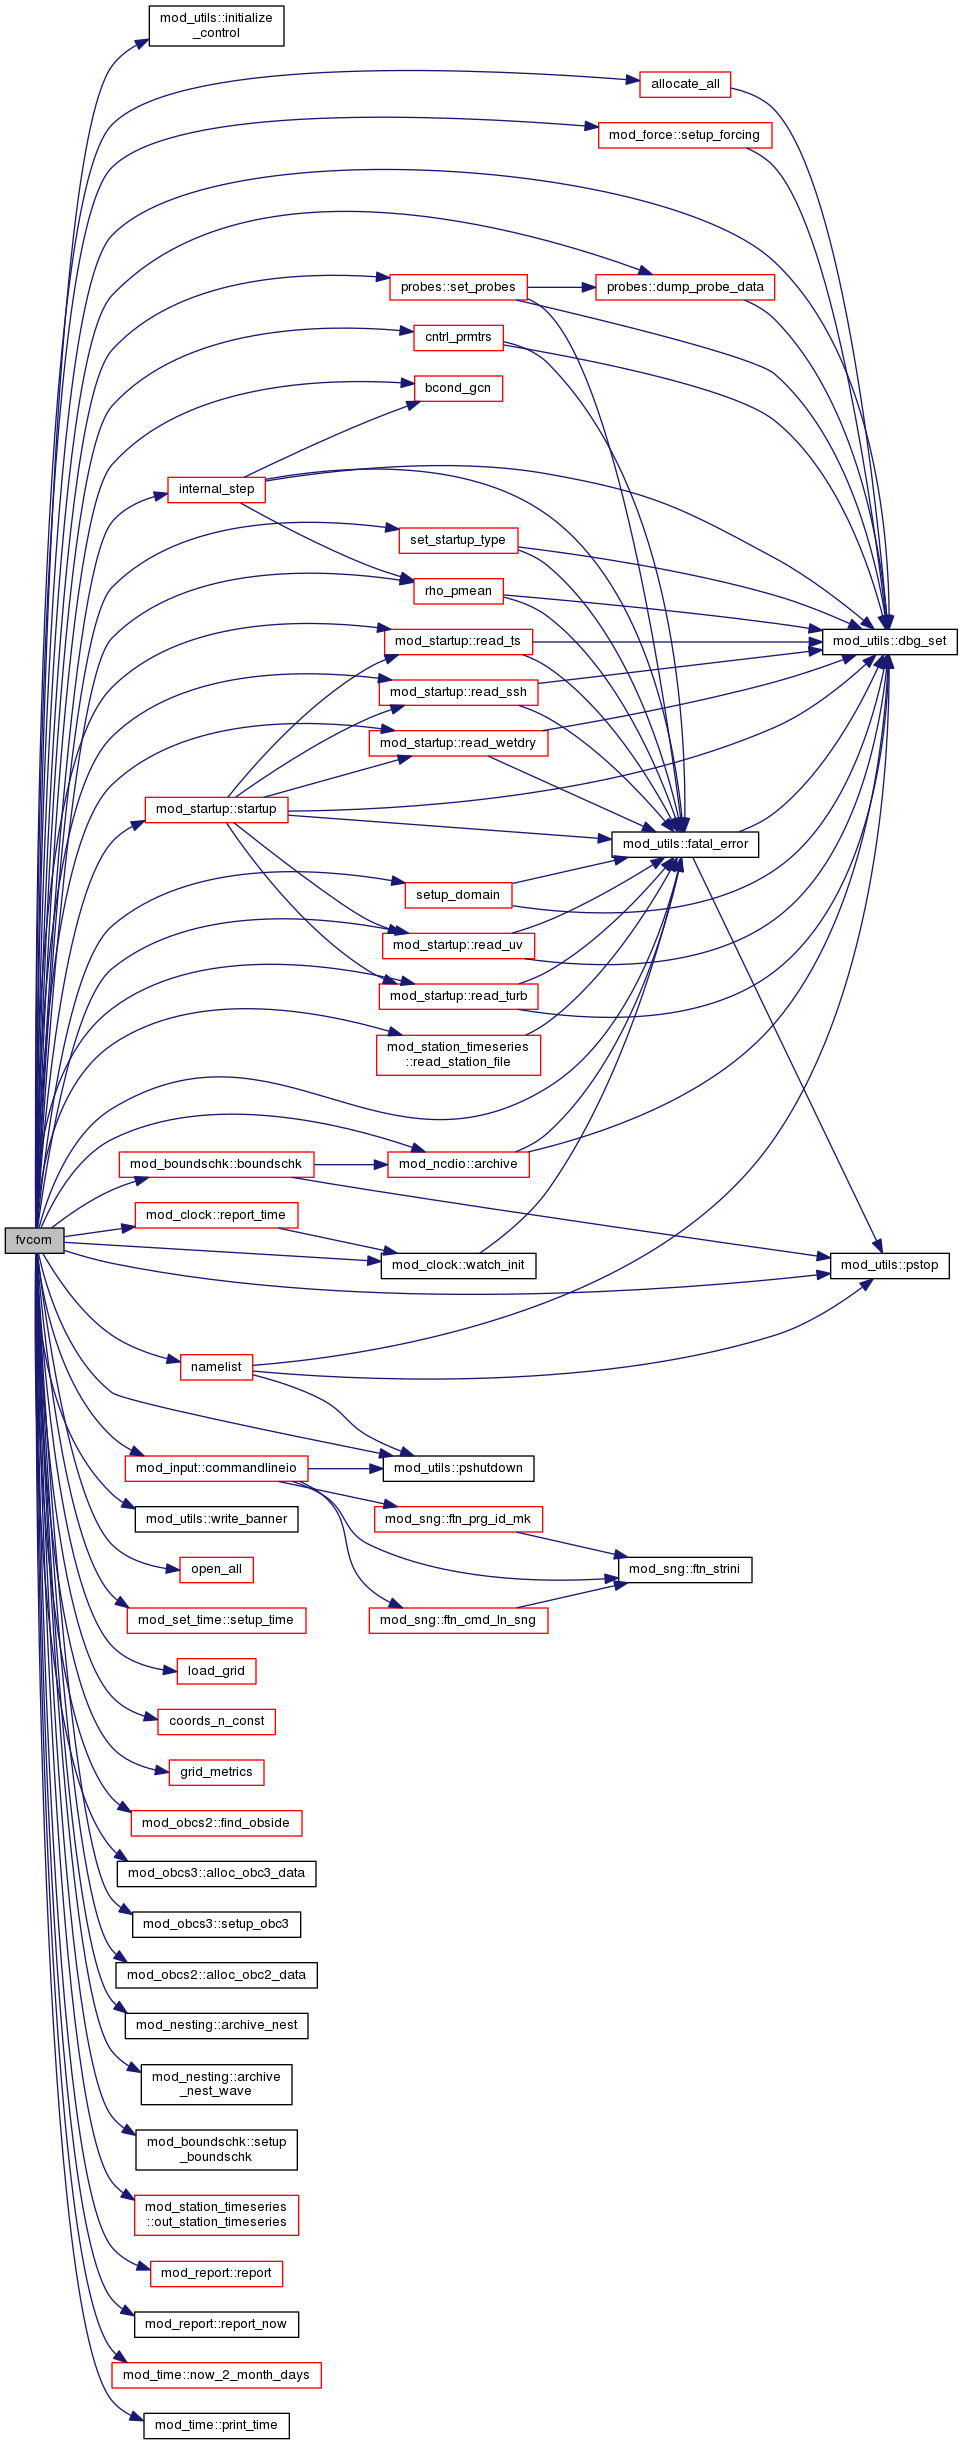 mod_utils::initialize
_control
allocate_all
mod_force::setup_forcing
probes::set_probes
probes::dump_probe_data
cntrl_prmtrs
bcond_gcn
internal_step
set_startup_type
rho_pmean
mod_startup::read_ts
mod_utils::dbg_set
mod_startup::read_ssh
mod_startup::read_wetdry
mod_startup::startup
mod_utils::fatal_error
setup_domain
mod_startup::read_uv
mod_startup::read_turb
mod_station_timeseries
::read_station_file
mod_boundschk::boundschk
mod_ncdio::archive
mod_clock::report_time
fvcom
mod_clock::watch_init
mod_utils::pstop
namelist
mod_input::commandlineio
mod_utils::pshutdown
mod_utils::write_banner
mod_sng::ftn_prg_id_mk
open_all
mod_sng::ftn_strini
mod_set_time::setup_time
mod_sng::ftn_cmd_ln_sng
load_grid
coords_n_const
grid_metrics
mod_obcs2::find_obside
mod_obcs3::alloc_obc3_data
mod_obcs3::setup_obc3
mod_obcs2::alloc_obc2_data
mod_nesting::archive_nest
mod_nesting::archive
_nest_wave
mod_boundschk::setup
_boundschk
mod_station_timeseries
::out_station_timeseries
mod_report::report
mod_report::report_now
mod_time::now_2_month_days
mod_time::print_time